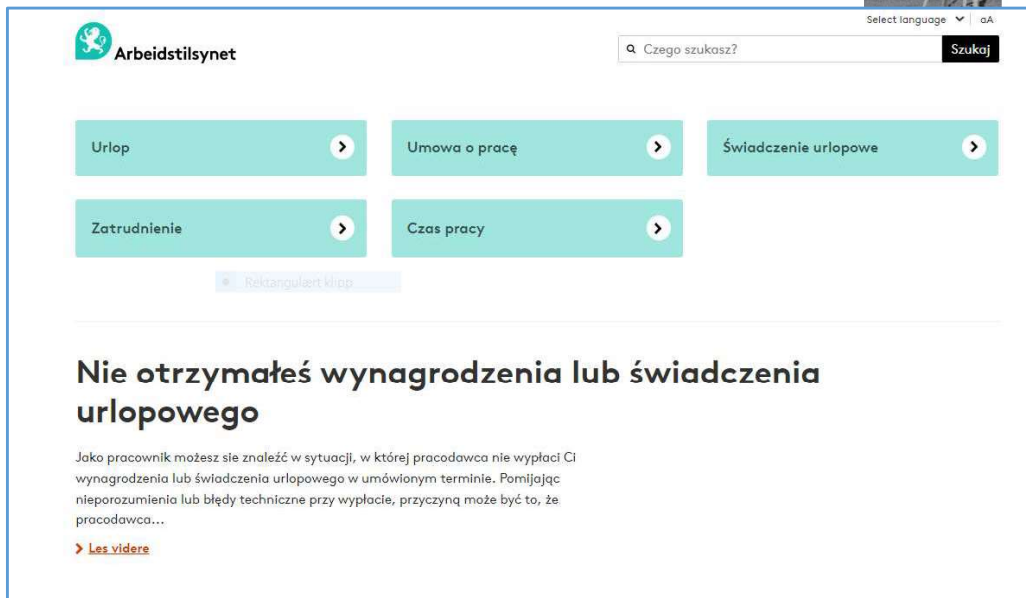 Select language aA
Arbeidstilsynet
Czego szukasz? Szukaj
Urlop
Umowa o pracę
Świadczenie urlopowe
Zatrudnienie
Czas pracy
Rektangulært klipp
Nie otrzymałeś wynagrodzenia lub świadczenia
urlopowego
Jako pracownik możesz sie znaleźć w sytuacji, w której pracodawca nie wypłaci Ci
wynagrodzenia lub świadczenia urlopowego w umówionym terminie. Pomijając
nieporozumienia lub błędy techniczne przy wypłacie, przyczyną może być to, że
pracodawca...
Les videre